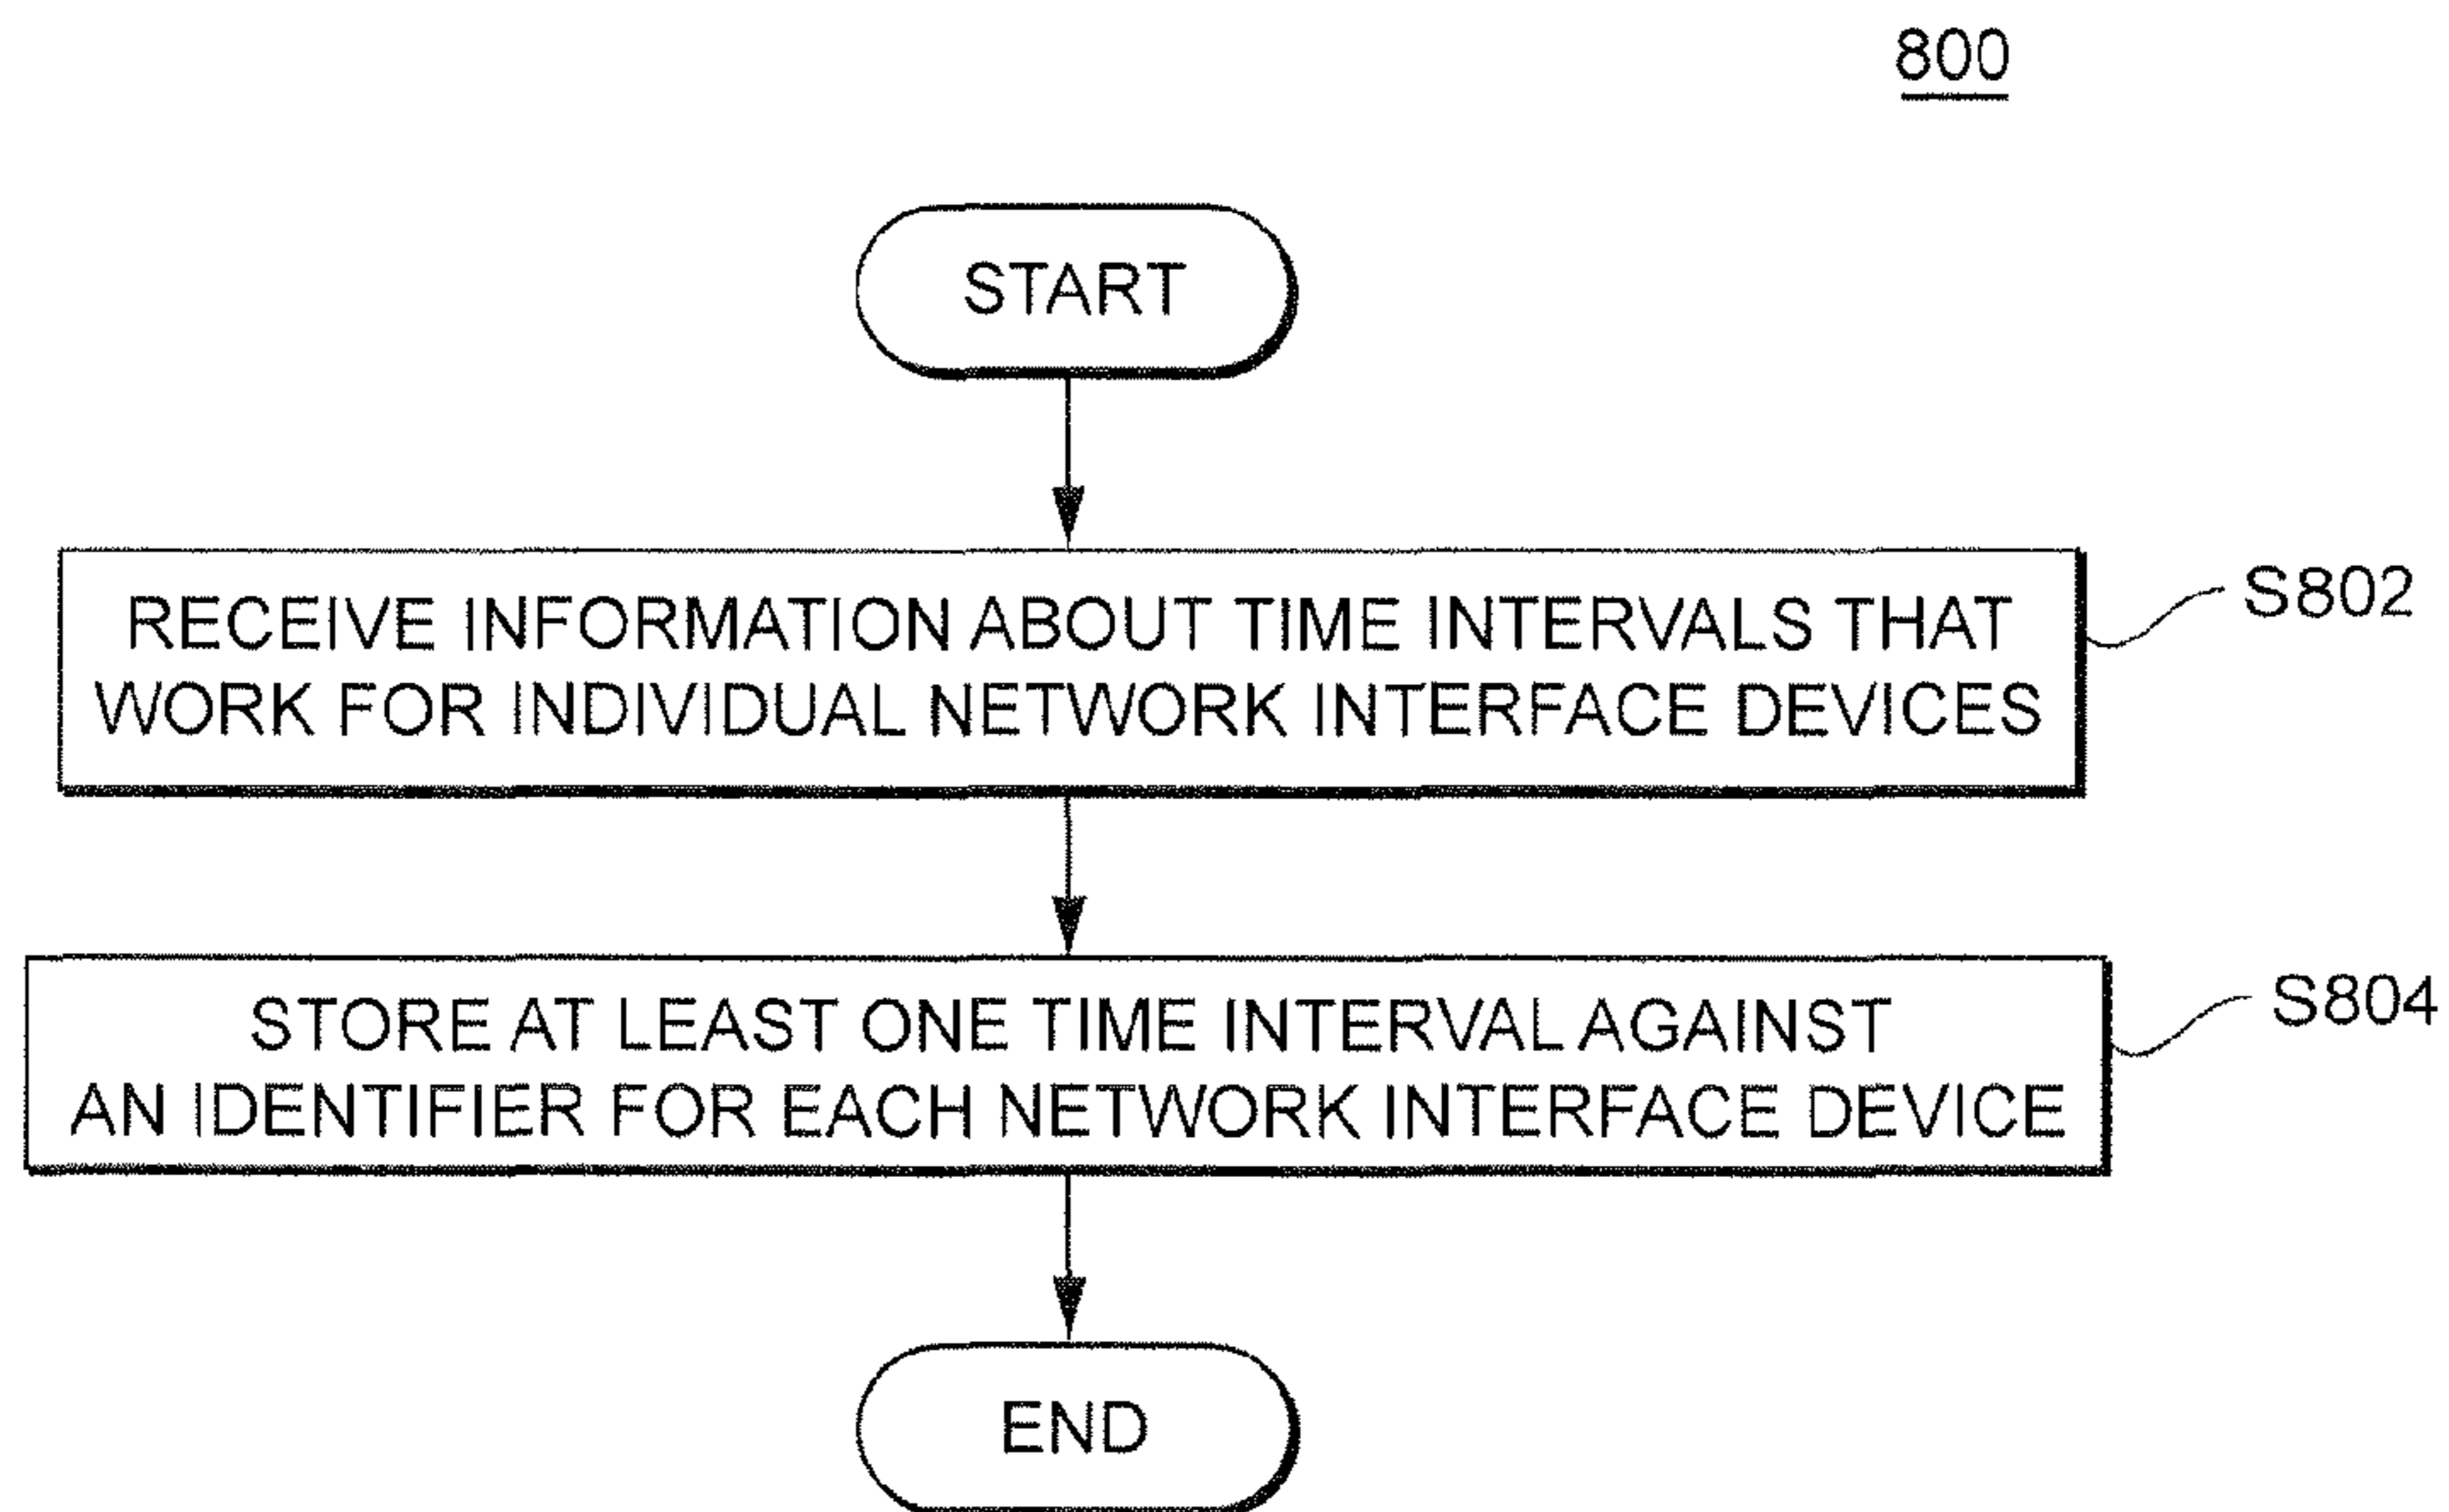 800
START
RECEIVE INFORMATION ABOUT TIME INTERVALS THAT
WORK FOR INDIVIDUAL NETWORK INTERFACE DEVICES
S802
STORE AT LEAST ONE TIME INTERVAL AGAINST
AN IDENTIFIER FOR EACH NETWORK INTERFACE DEVICE
S804
END